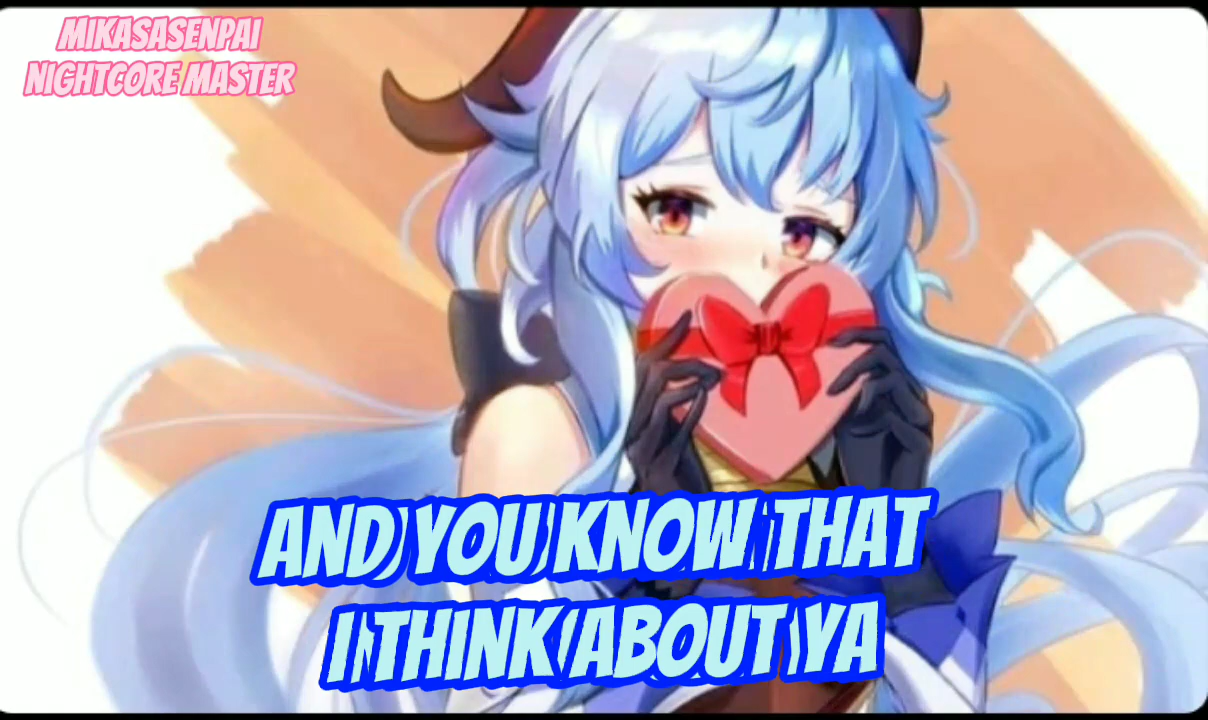 MIKASASENPAI
NIGHTCORE MASTER
AND YOU KNOW THAT
I THINK ABOUT YA